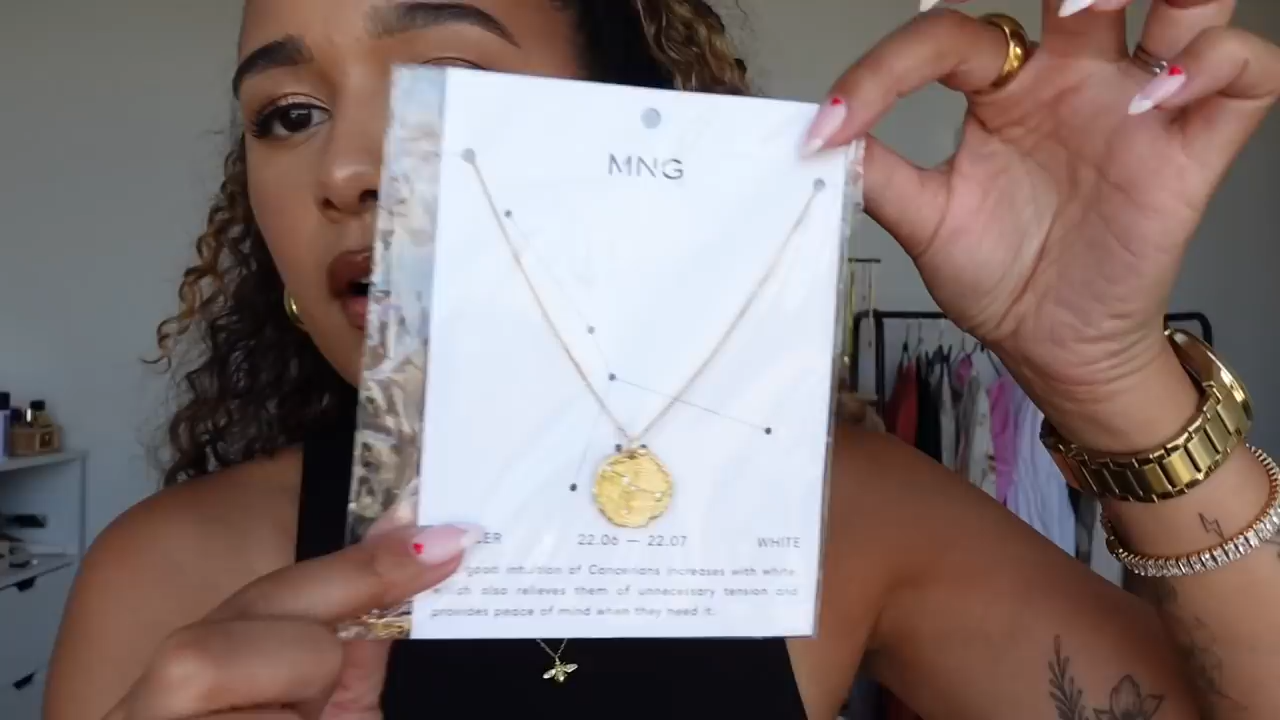 MNG
22.06 — 22.07
WHITE
good intuition of Cancerians increases with white,
which also relieves them of unnecessary tension and
provides peace of mind when they need it.